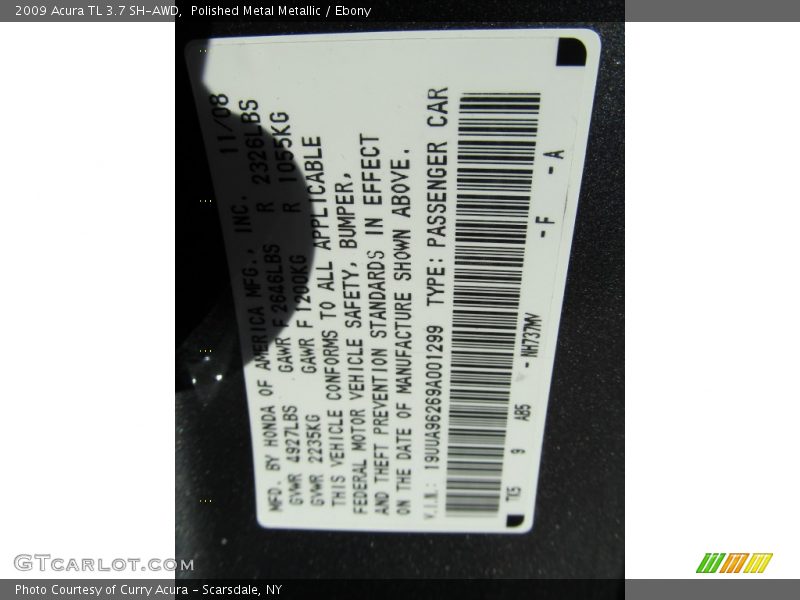 2009 Acura TL 3.7 SH-AWD,  Polished Metal Metallic / Ebony
MFD. BY HONDA OF AMERICA MFG., INC. 11/08
GVWR 4927LBS GAWR F 2646LBS R 2326LBS
GVWR 2235KG GAWR F 1200KG R 1055KG
THIS VEHICLE CONFORMS TO ALL APPLICABLE
FEDERAL MOTOR VEHICLE SAFETY, BUMPER,
AND THEFT PREVENTION STANDARDS IN EFFECT
ON THE DATE OF MANUFACTURE SHOWN ABOVE.
V.I.N.: 19UUA96269A001299 TYPE: PASSENGER CAR
TK5 9 AB5 - NH737MV - F - A
GTCARLOT.COM
Photo Courtesy of Curry Acura - Scarsdale, NY